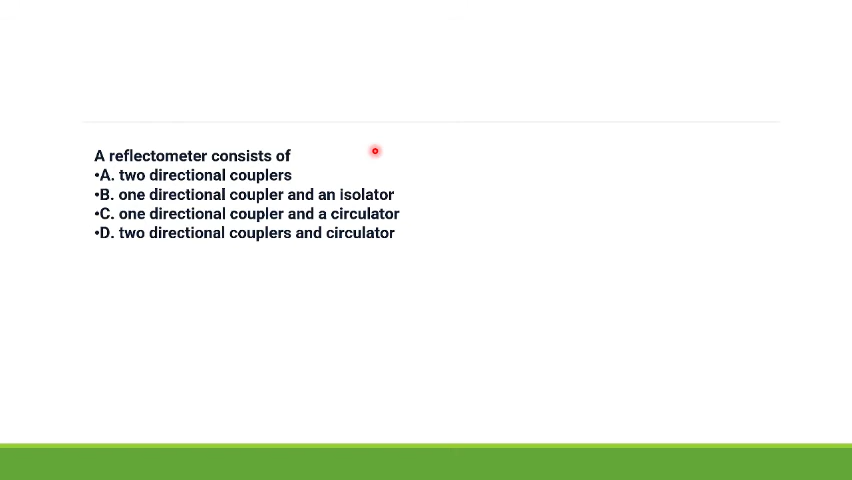 A reflectometer consists of
•A. two directional couplers
•B. one directional coupler and an isolator
•C. one directional coupler and a circulator
•D. two directional couplers and circulator